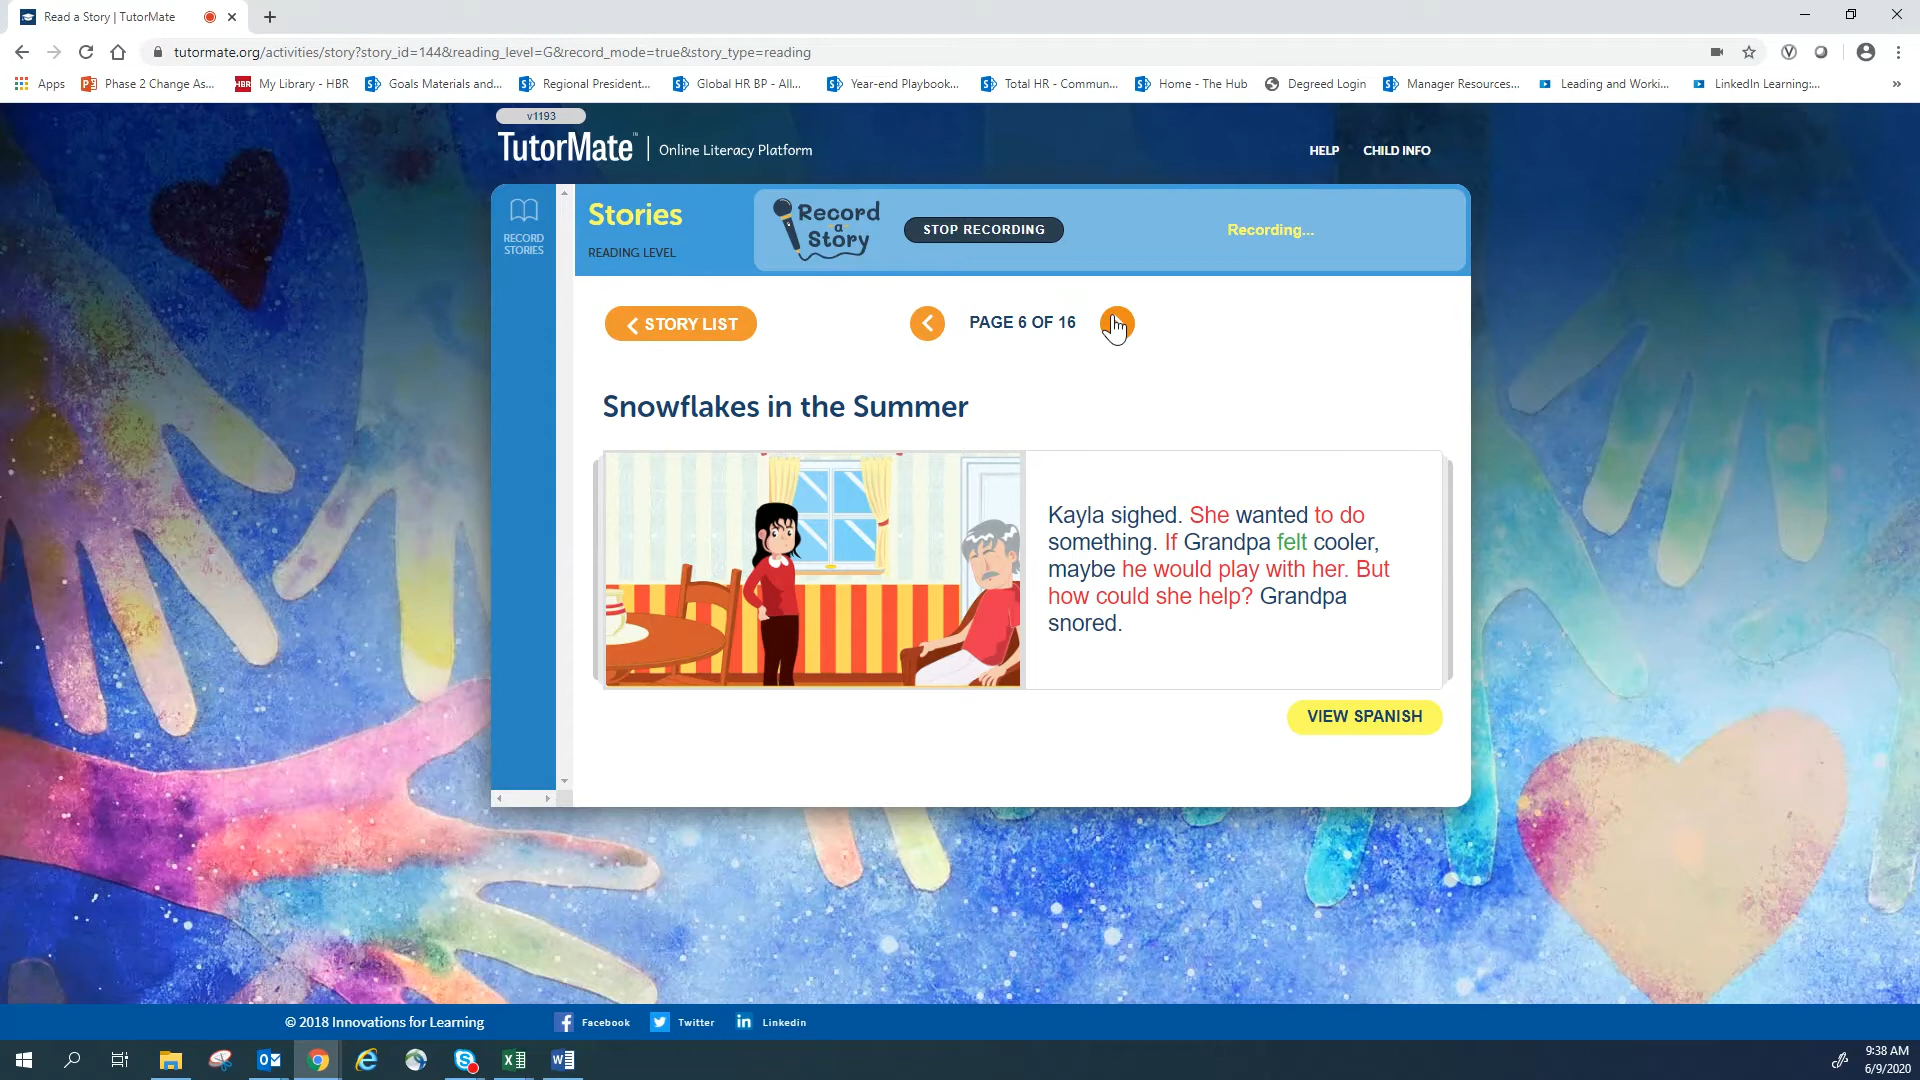 Read a Story | TutorMate
tutormate.org/activities/story?story_id=144&reading_level=G&record_mode=true&story_type=reading
Apps
Phase 2 Change As...
HBR
My Library - HBR
Goals Materials and...
Regional President...
Global HR BP - All...
Year-end Playbook...
Total HR - Commun...
Home - The Hub
Degreed Login
Manager Resources...
Leading and Worki...
LinkedIn Learning:...
v1193
TutorMate™ | Online Literacy Platform
HELP
CHILD INFO
RECORD
STORIES
Stories
READING LEVEL
Record
a
Story
STOP RECORDING
Recording...
STORY LIST
PAGE 6 OF 16
Snowflakes in the Summer
Kayla sighed. She wanted to do
something. If Grandpa felt cooler,
maybe he would play with her. But
how could she help? Grandpa
snored.
VIEW SPANISH
© 2018 Innovations for Learning
Facebook
Twitter
Linkedin
9:38 AM
6/9/2020